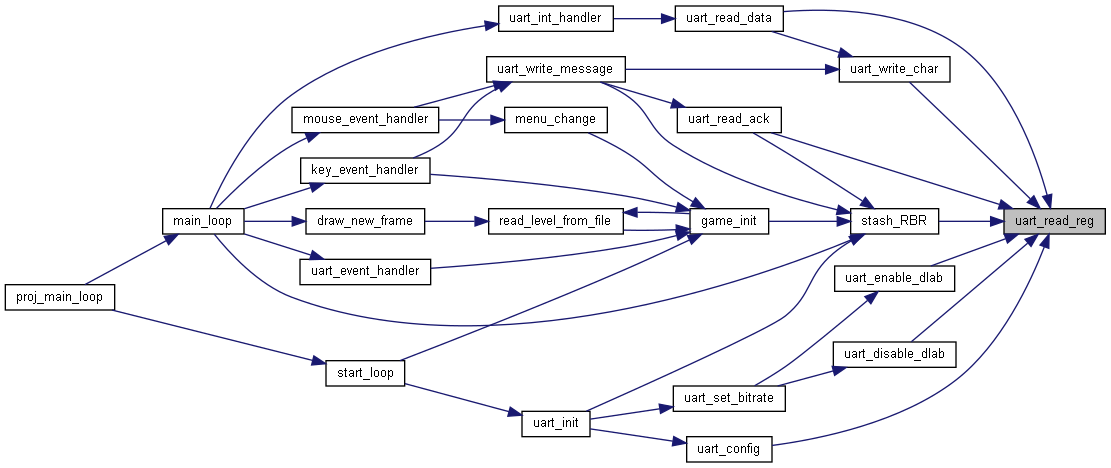 uart_int_handler
uart_read_data
uart_write_message
uart_write_char
mouse_event_handler
menu_change
uart_read_ack
key_event_handler
main_loop
draw_new_frame
read_level_from_file
game_init
stash_RBR
uart_read_reg
uart_event_handler
uart_enable_dlab
proj_main_loop
uart_disable_dlab
start_loop
uart_set_bitrate
uart_init
uart_config